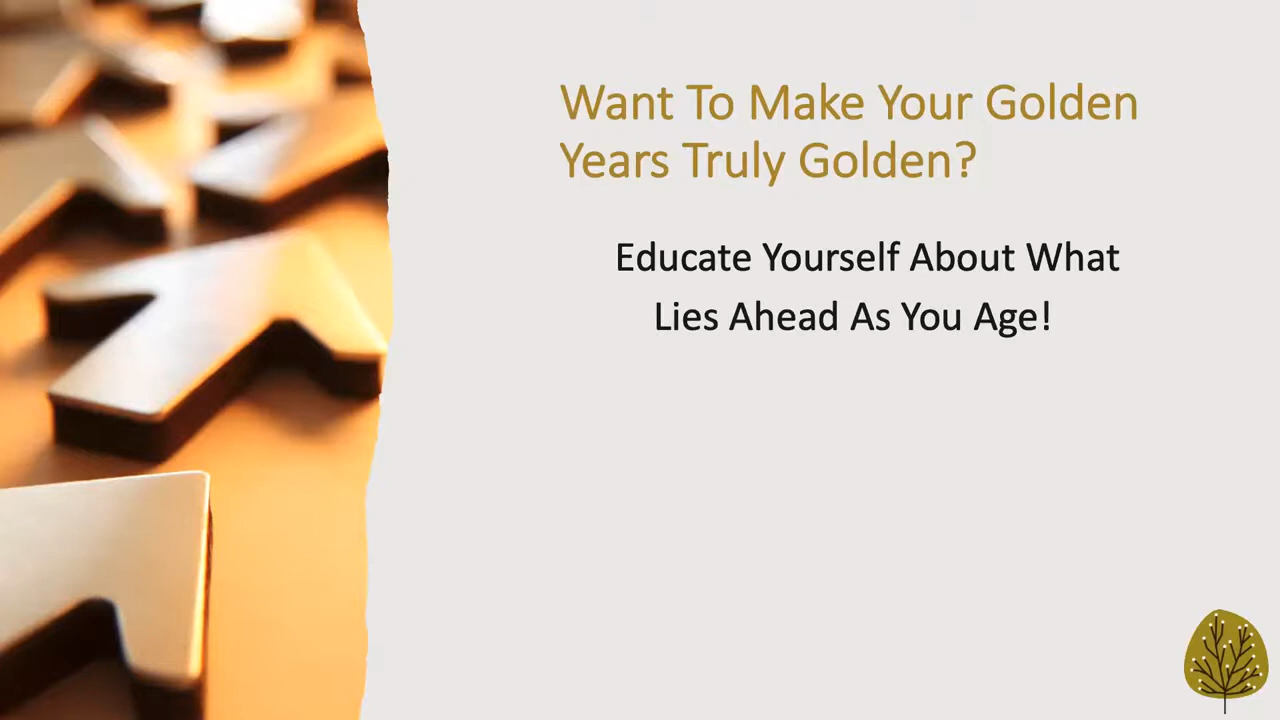 Want To Make Your Golden
Years Truly Golden?
Educate Yourself About What
Lies Ahead As You Age!